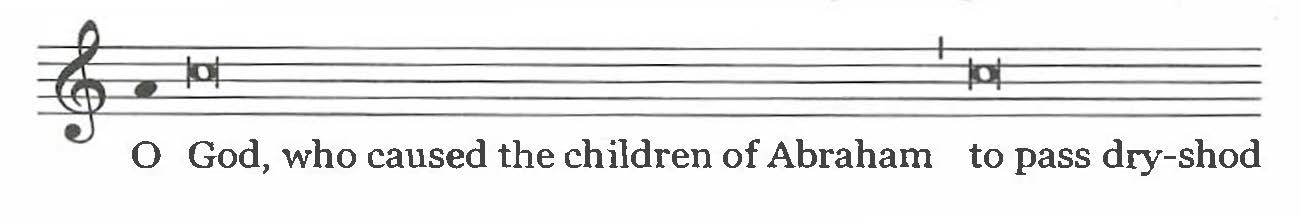 O God, who caused the children of Abraham to pass dry-shod